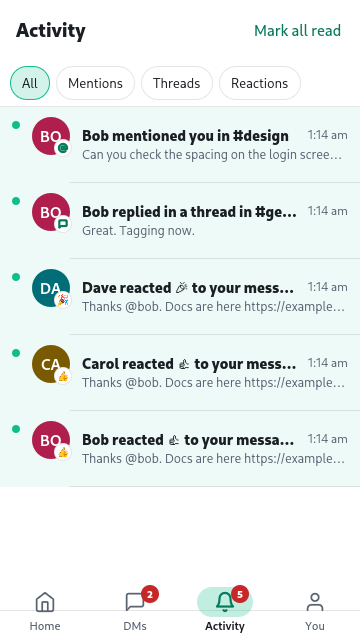 Activity
Mark all read
All
Mentions
Threads
Reactions
BO
Bob mentioned you in #design
1:14 am
Can you check the spacing on the login scree...
BO
Bob replied in a thread in #ge...
1:14 am
Great. Tagging now.
DA
Dave reacted 🎉 to your mess...
1:14 am
Thanks @bob. Docs are here https://example...
CA
Carol reacted 👍 to your mess...
1:14 am
Thanks @bob. Docs are here https://example...
BO
Bob reacted 👍 to your messa...
1:14 am
Thanks @bob. Docs are here https://example...
2
5
Home
DMs
Activity
You